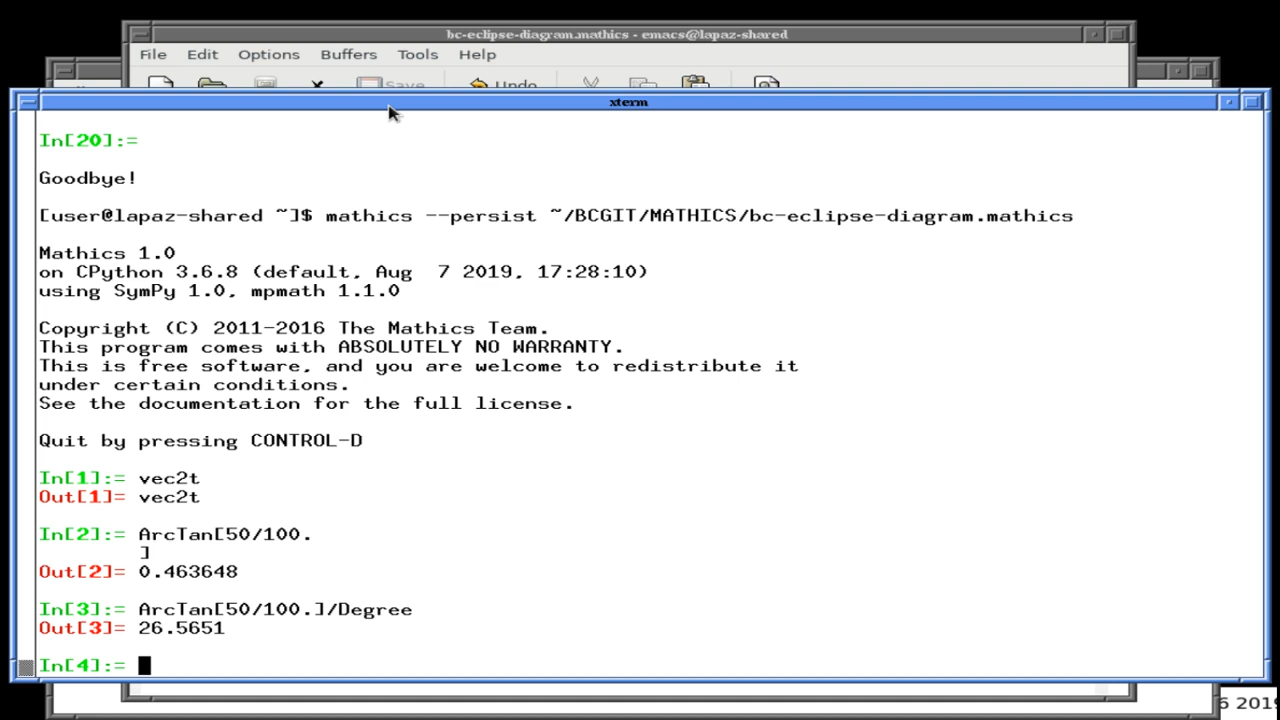 bc-eclipse-diagram.mathics - emacs@lapaz-shared
File Edit Options Buffers Tools Help
Save Undo
xterm
In[20]:=
Goodbye!
[user@lapaz-shared ~]$ mathics --persist ~/BCGIT/MATHICS/bc-eclipse-diagram.mathics
Mathics 1.0
on CPython 3.6.8 (default, Aug  7 2019, 17:28:10)
using SymPy 1.0, mpmath 1.1.0
Copyright (C) 2011-2016 The Mathics Team.
This program comes with ABSOLUTELY NO WARRANTY.
This is free software, and you are welcome to redistribute it
under certain conditions.
See the documentation for the full license.
Quit by pressing CONTROL-D
In[1]:= vec2t
Out[1]= vec2t
In[2]:= ArcTan[50/100.
]
Out[2]= 0.463648
In[3]:= ArcTan[50/100.]/Degree
Out[3]= 26.5651
In[4]:=